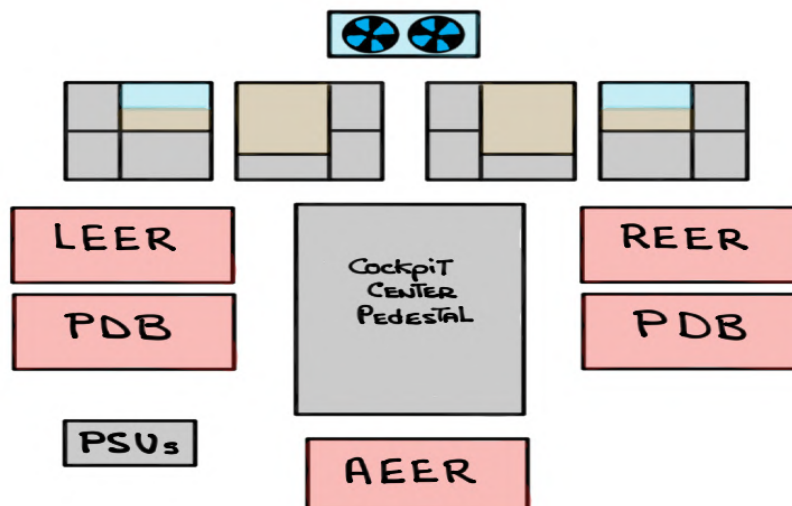 LEER
REER
Cockpit
CENTER
PEdESTAL
PDB
PDB
PSUs
AEER